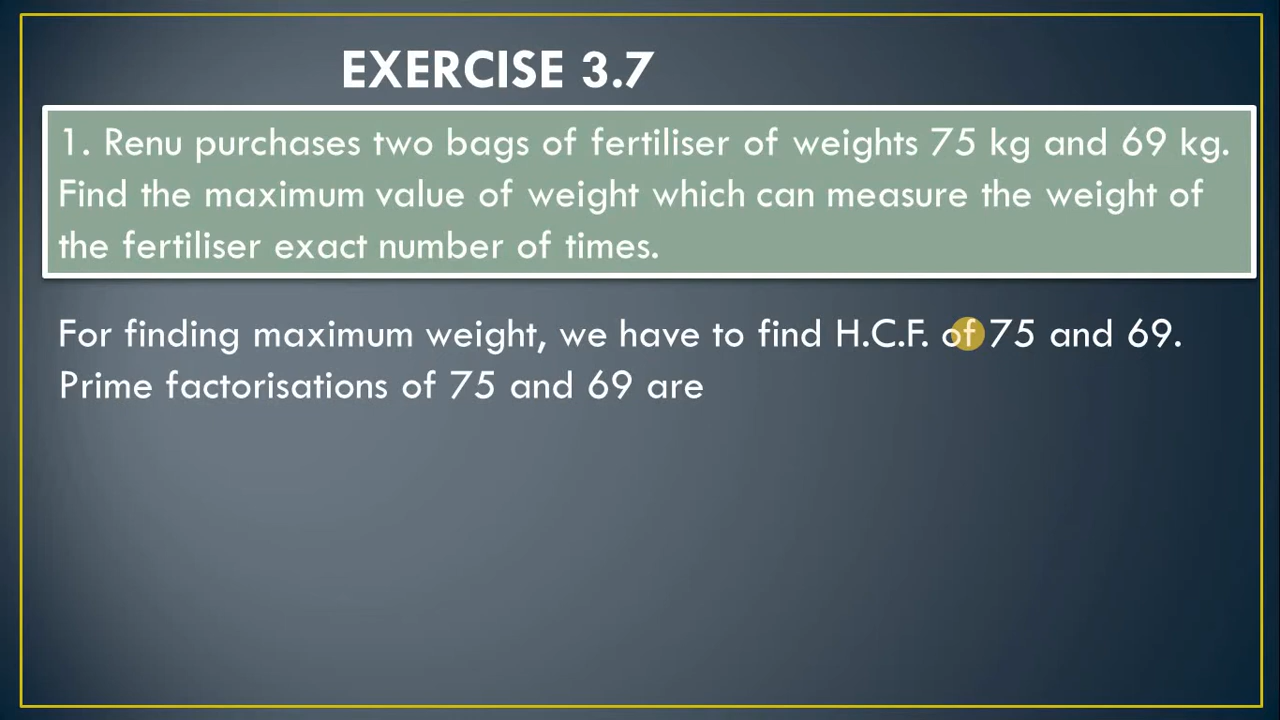 EXERCISE 3.7
1. Renu purchases two bags of fertiliser of weights 75 kg and 69 kg.
Find the maximum value of weight which can measure the weight of
the fertiliser exact number of times.
For finding maximum weight, we have to find H.C.F. of 75 and 69.
Prime factorisations of 75 and 69 are